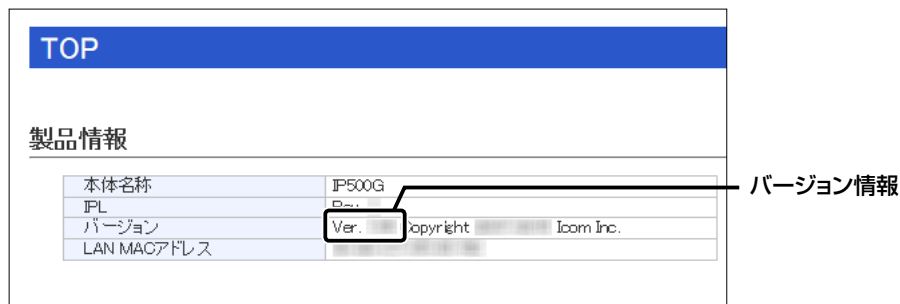 TOP
製品情報
本体名称 IP500G
IPL
バージョン Ver. Copyright Icom Inc.
LAN MACアドレス
バージョン情報